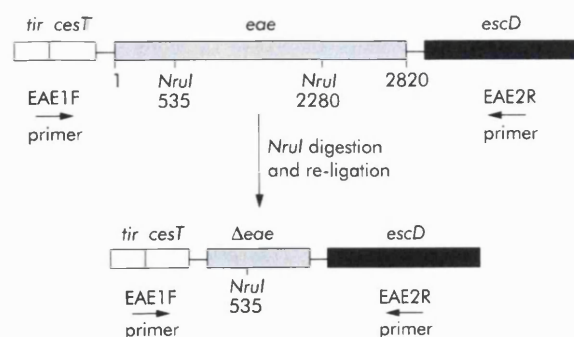 tir cesT eae escD
1 NruI NruI 2820
535 2280
EAE1F EAE2R
primer primer
NruI digestion
and re-ligation
tir cesT Δeae escD
NruI
EAE1F 535 EAE2R
primer primer